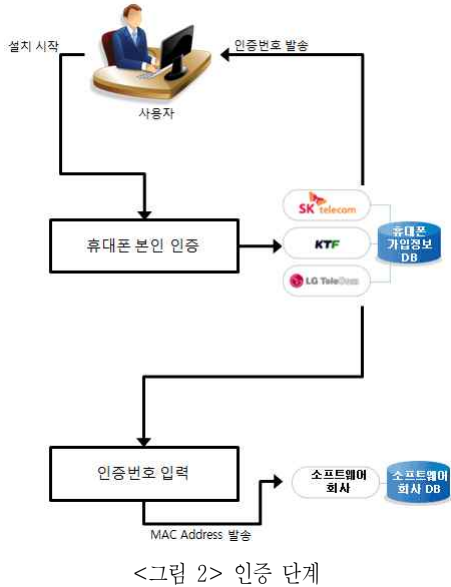 설치 시작
인증번호 발송
사용자
SK telecom
휴대폰 본인 인증
KTF
휴대폰
가입정보
DB
LG TeleCom
인증번호 입력
소프트웨어
회사
소프트웨어
회사 DB
MAC Address 발송
<그림 2> 인증 단계